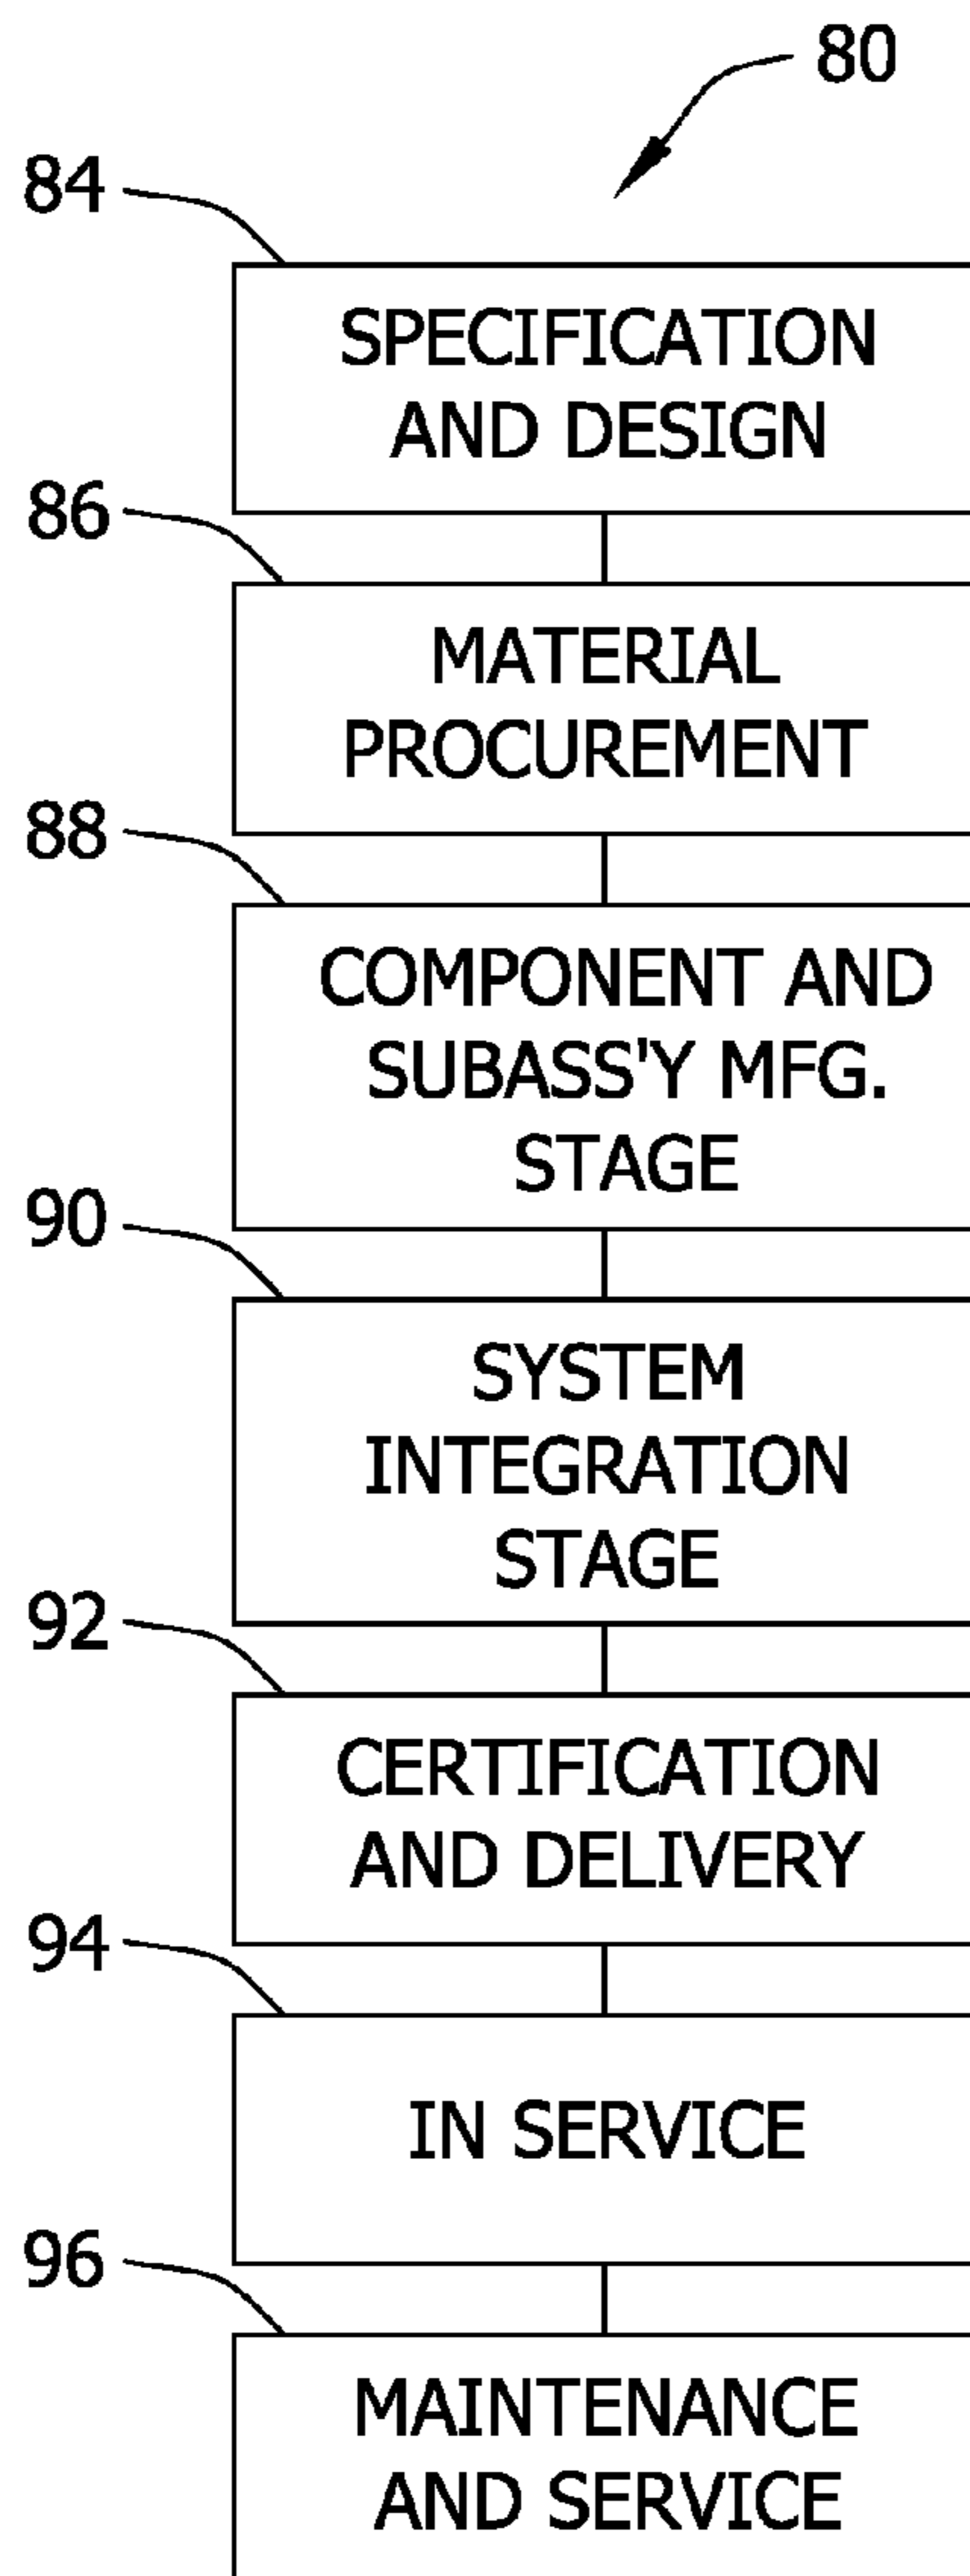 80
84
SPECIFICATION
AND DESIGN
86
MATERIAL
PROCUREMENT
88
COMPONENT AND
SUBASS'Y MFG.
STAGE
90
SYSTEM
INTEGRATION
STAGE
92
CERTIFICATION
AND DELIVERY
94
IN SERVICE
96
MAINTENANCE
AND SERVICE